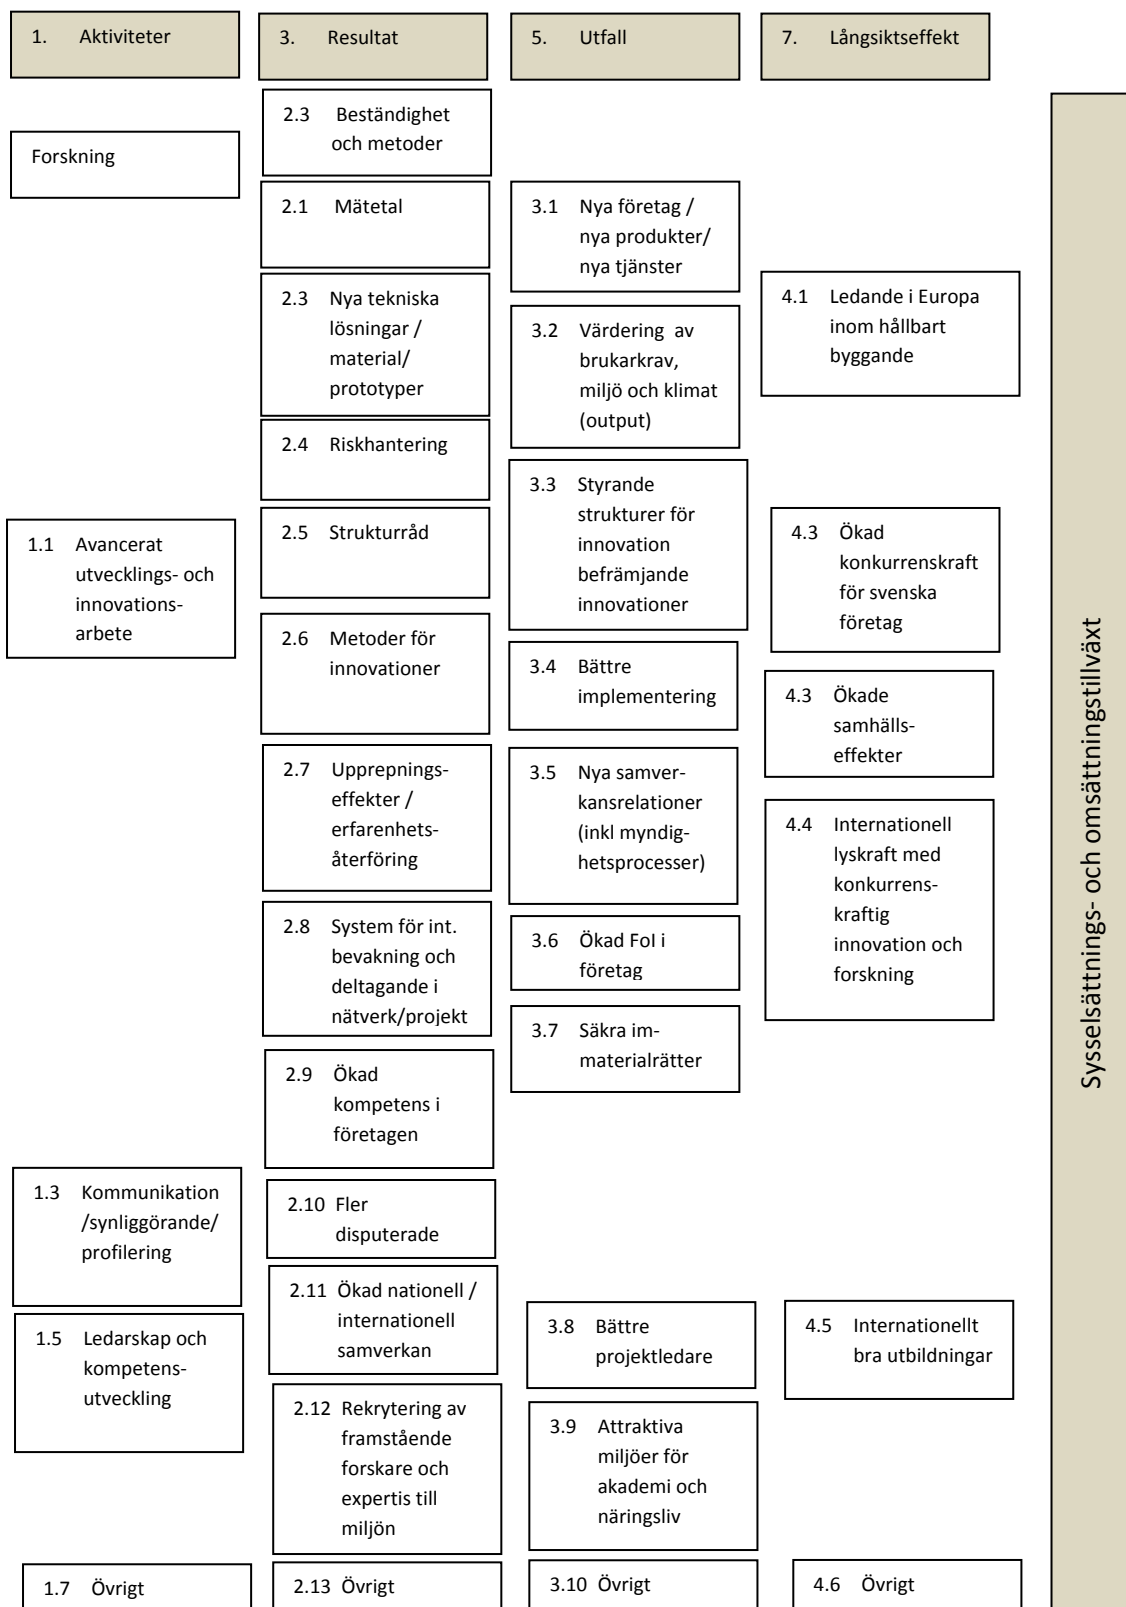 1. Aktiviteter
Forskning
1.1 Avancerat
utvecklings- och
innovations-
arbete
1.3 Kommunikation
/synliggörande/
profilering
1.5 Ledarskap och
kompetens-
utveckling
1.7 Övrigt
3. Resultat
2.3 Beständighet
och metoder
2.1 Mätetal
2.3 Nya tekniska
lösningar /
material/
prototyper
2.4 Riskhantering
2.5 Strukturråd
2.6 Metoder för
innovationer
2.7 Upprepnings-
effekter /
erfarenhets-
återföring
2.8 System för int.
bevakning och
deltagande i
nätverk/projekt
2.9 Ökad
kompetens i
företagen
2.10 Fler
disputerade
2.11 Ökad nationell /
internationell
samverkan
2.12 Rekrytering av
framstående
forskare och
expertis till
miljön
2.13 Övrigt
5. Utfall
3.1 Nya företag /
nya produkter/
nya tjänster
3.2 Värdering av
brukarkrav,
miljö och klimat
(output)
3.3 Styrande
strukturer för
innovation
befrämjande
innovationer
3.4 Bättre
implementering
3.5 Nya samver-
kansrelationer
(inkl myndig-
hetsprocesser)
3.6 Ökad FoI i
företag
3.7 Säkra im-
materialrätter
3.8 Bättre
projektledare
3.9 Attraktiva
miljöer för
akademi och
näringsliv
3.10 Övrigt
7. Långsiktseffekt
4.1 Ledande i Europa
inom hållbart
byggande
4.3 Ökad
konkurrenskraft
för svenska
företag
4.3 Ökade
samhälls-
effekter
4.4 Internationell
lyskraft med
konkurrens-
kraftig
innovation och
forskning
4.5 Internationellt
bra utbildningar
4.6 Övrigt
Sysselsättnings- och omsättningstillväxt